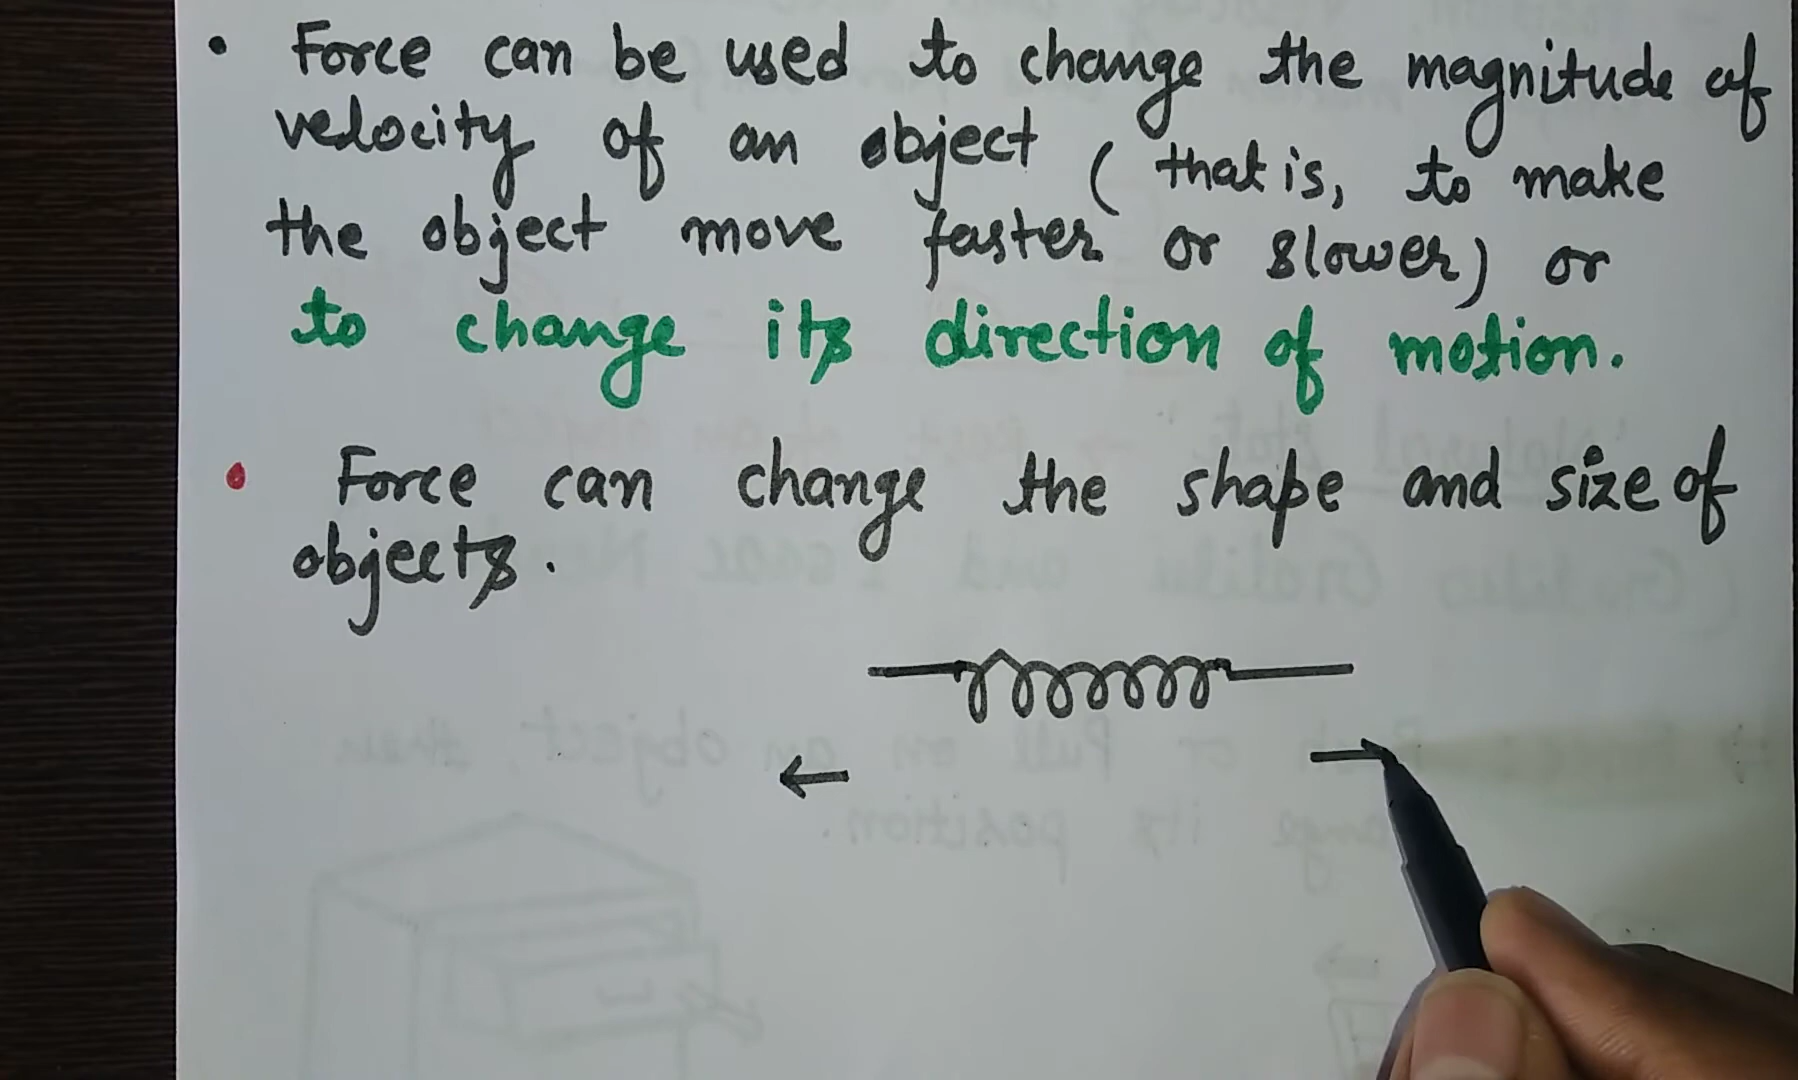 • Force can be used to change the magnitude of
velocity of an object (that is, to make
the object move faster or slower) or
to change its direction of motion.
• Force can change the shape and size of
objects.